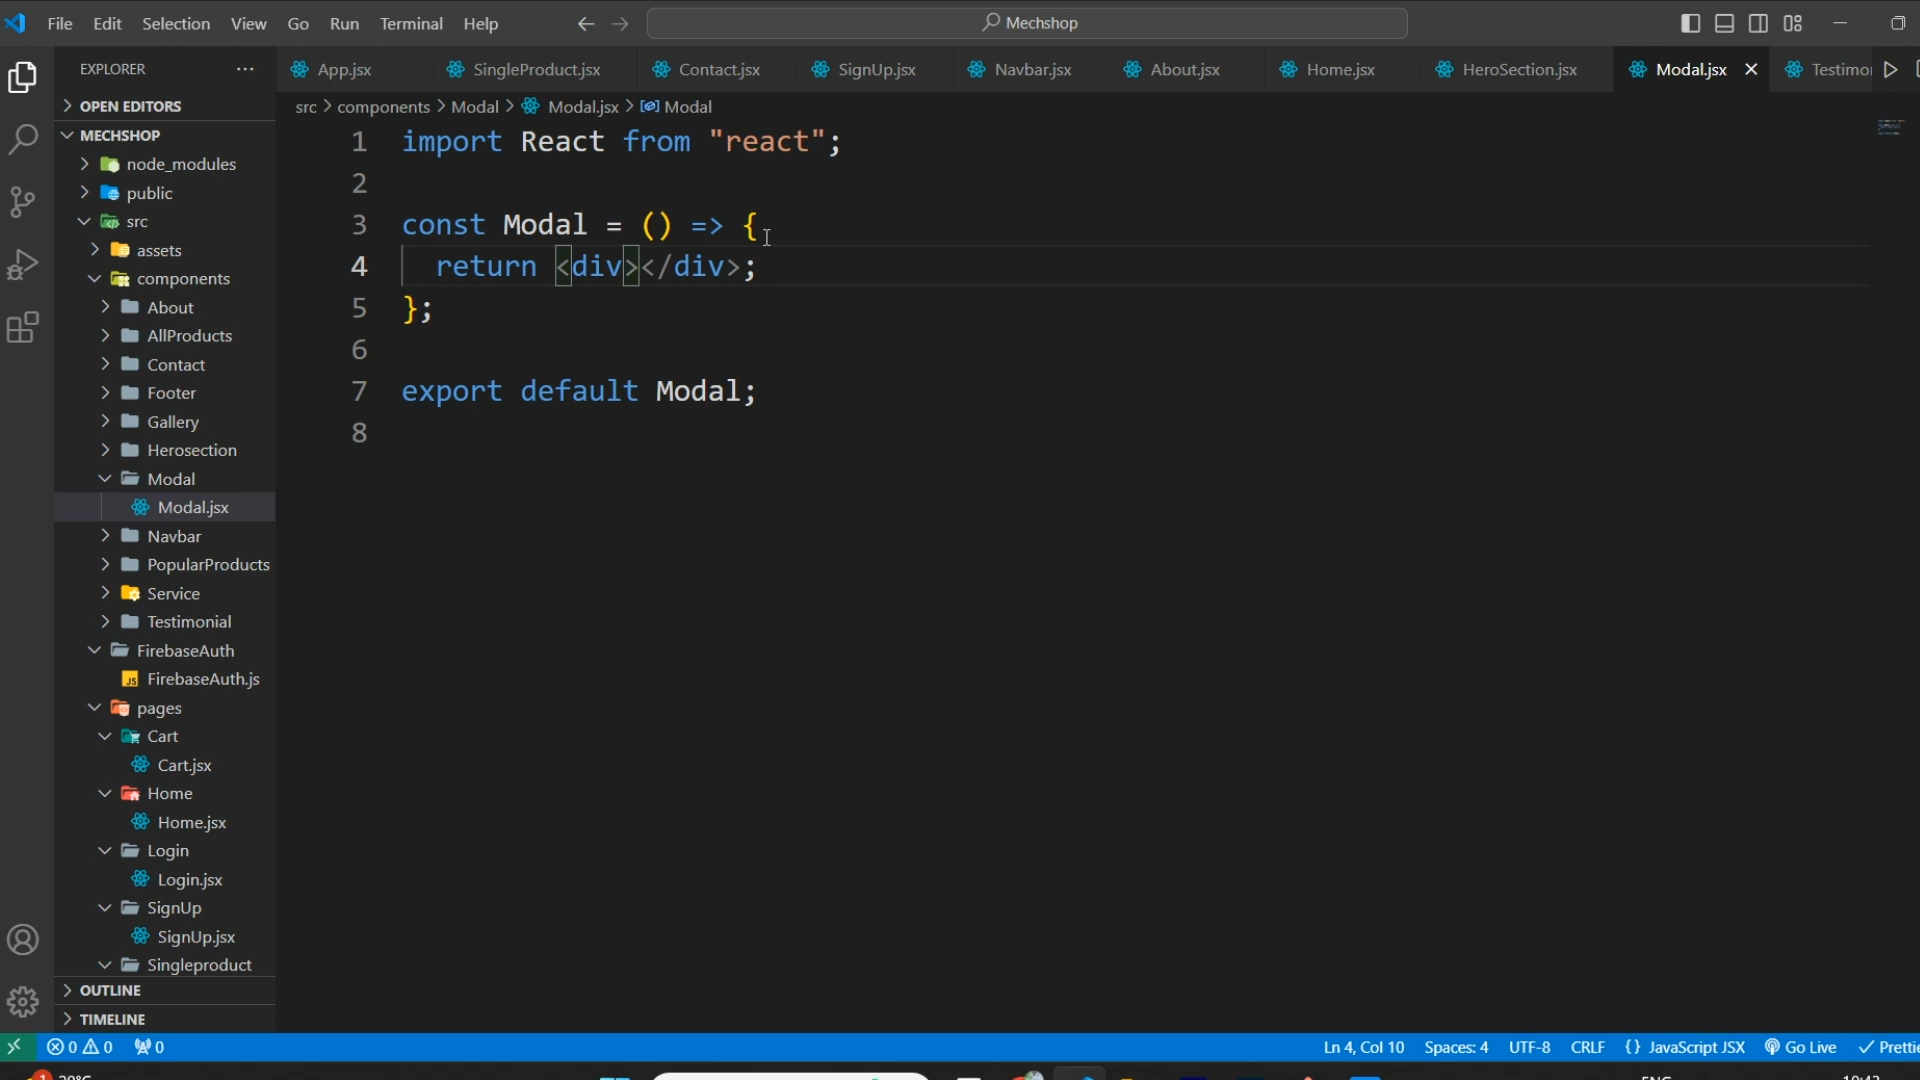 File Edit Selection View Go Run Terminal Help
Mechshop
EXPLORER
App.jsx
SingleProduct.jsx
Contact.jsx
SignUp.jsx
Navbar.jsx
About.jsx
Home.jsx
HeroSection.jsx
Modal.jsx
Testimo
OPEN EDITORS
src > components > Modal > Modal.jsx > Modal
MECHSHOP
node_modules
public
src
assets
components
About
AllProducts
Contact
Footer
Gallery
Herosection
Modal
Modal.jsx
Navbar
PopularProducts
Service
Testimonial
FirebaseAuth
JS FirebaseAuth.js
pages
Cart
Cart.jsx
Home
Home.jsx
Login
Login.jsx
SignUp
SignUp.jsx
Singleproduct
OUTLINE
TIMELINE
1 import React from "react";
2
3 const Modal = () => {
4 return <div></div>;
5 };
6
7 export default Modal;
8
0 0 0
Ln 4, Col 10 Spaces: 4 UTF-8 CRLF {} JavaScript JSX Go Live Prettie
1